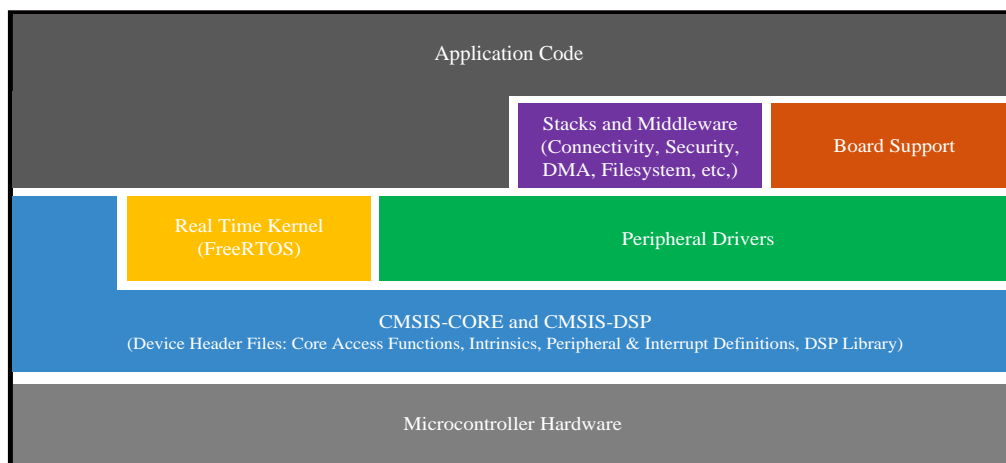 Application Code
Stacks and Middleware
(Connectivity, Security,
DMA, Filesystem, etc,)
Board Support
Real Time Kernel
(FreeRTOS)
Peripheral Drivers
CMSIS-CORE and CMSIS-DSP
(Device Header Files: Core Access Functions, Intrinsics, Peripheral & Interrupt Definitions, DSP Library)
Microcontroller Hardware